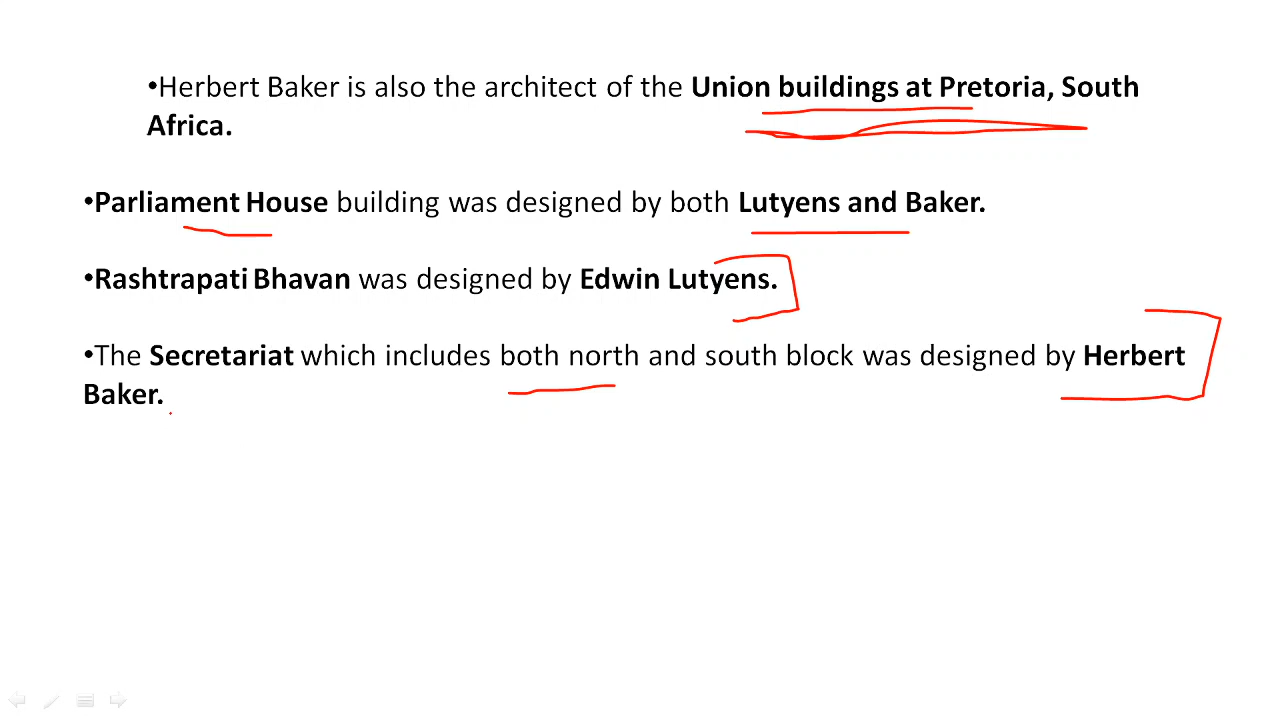 •Herbert Baker is also the architect of the Union buildings at Pretoria, South
Africa.
•Parliament House building was designed by both Lutyens and Baker.
•Rashtrapati Bhavan was designed by Edwin Lutyens.
•The Secretariat which includes both north and south block was designed by Herbert
Baker.